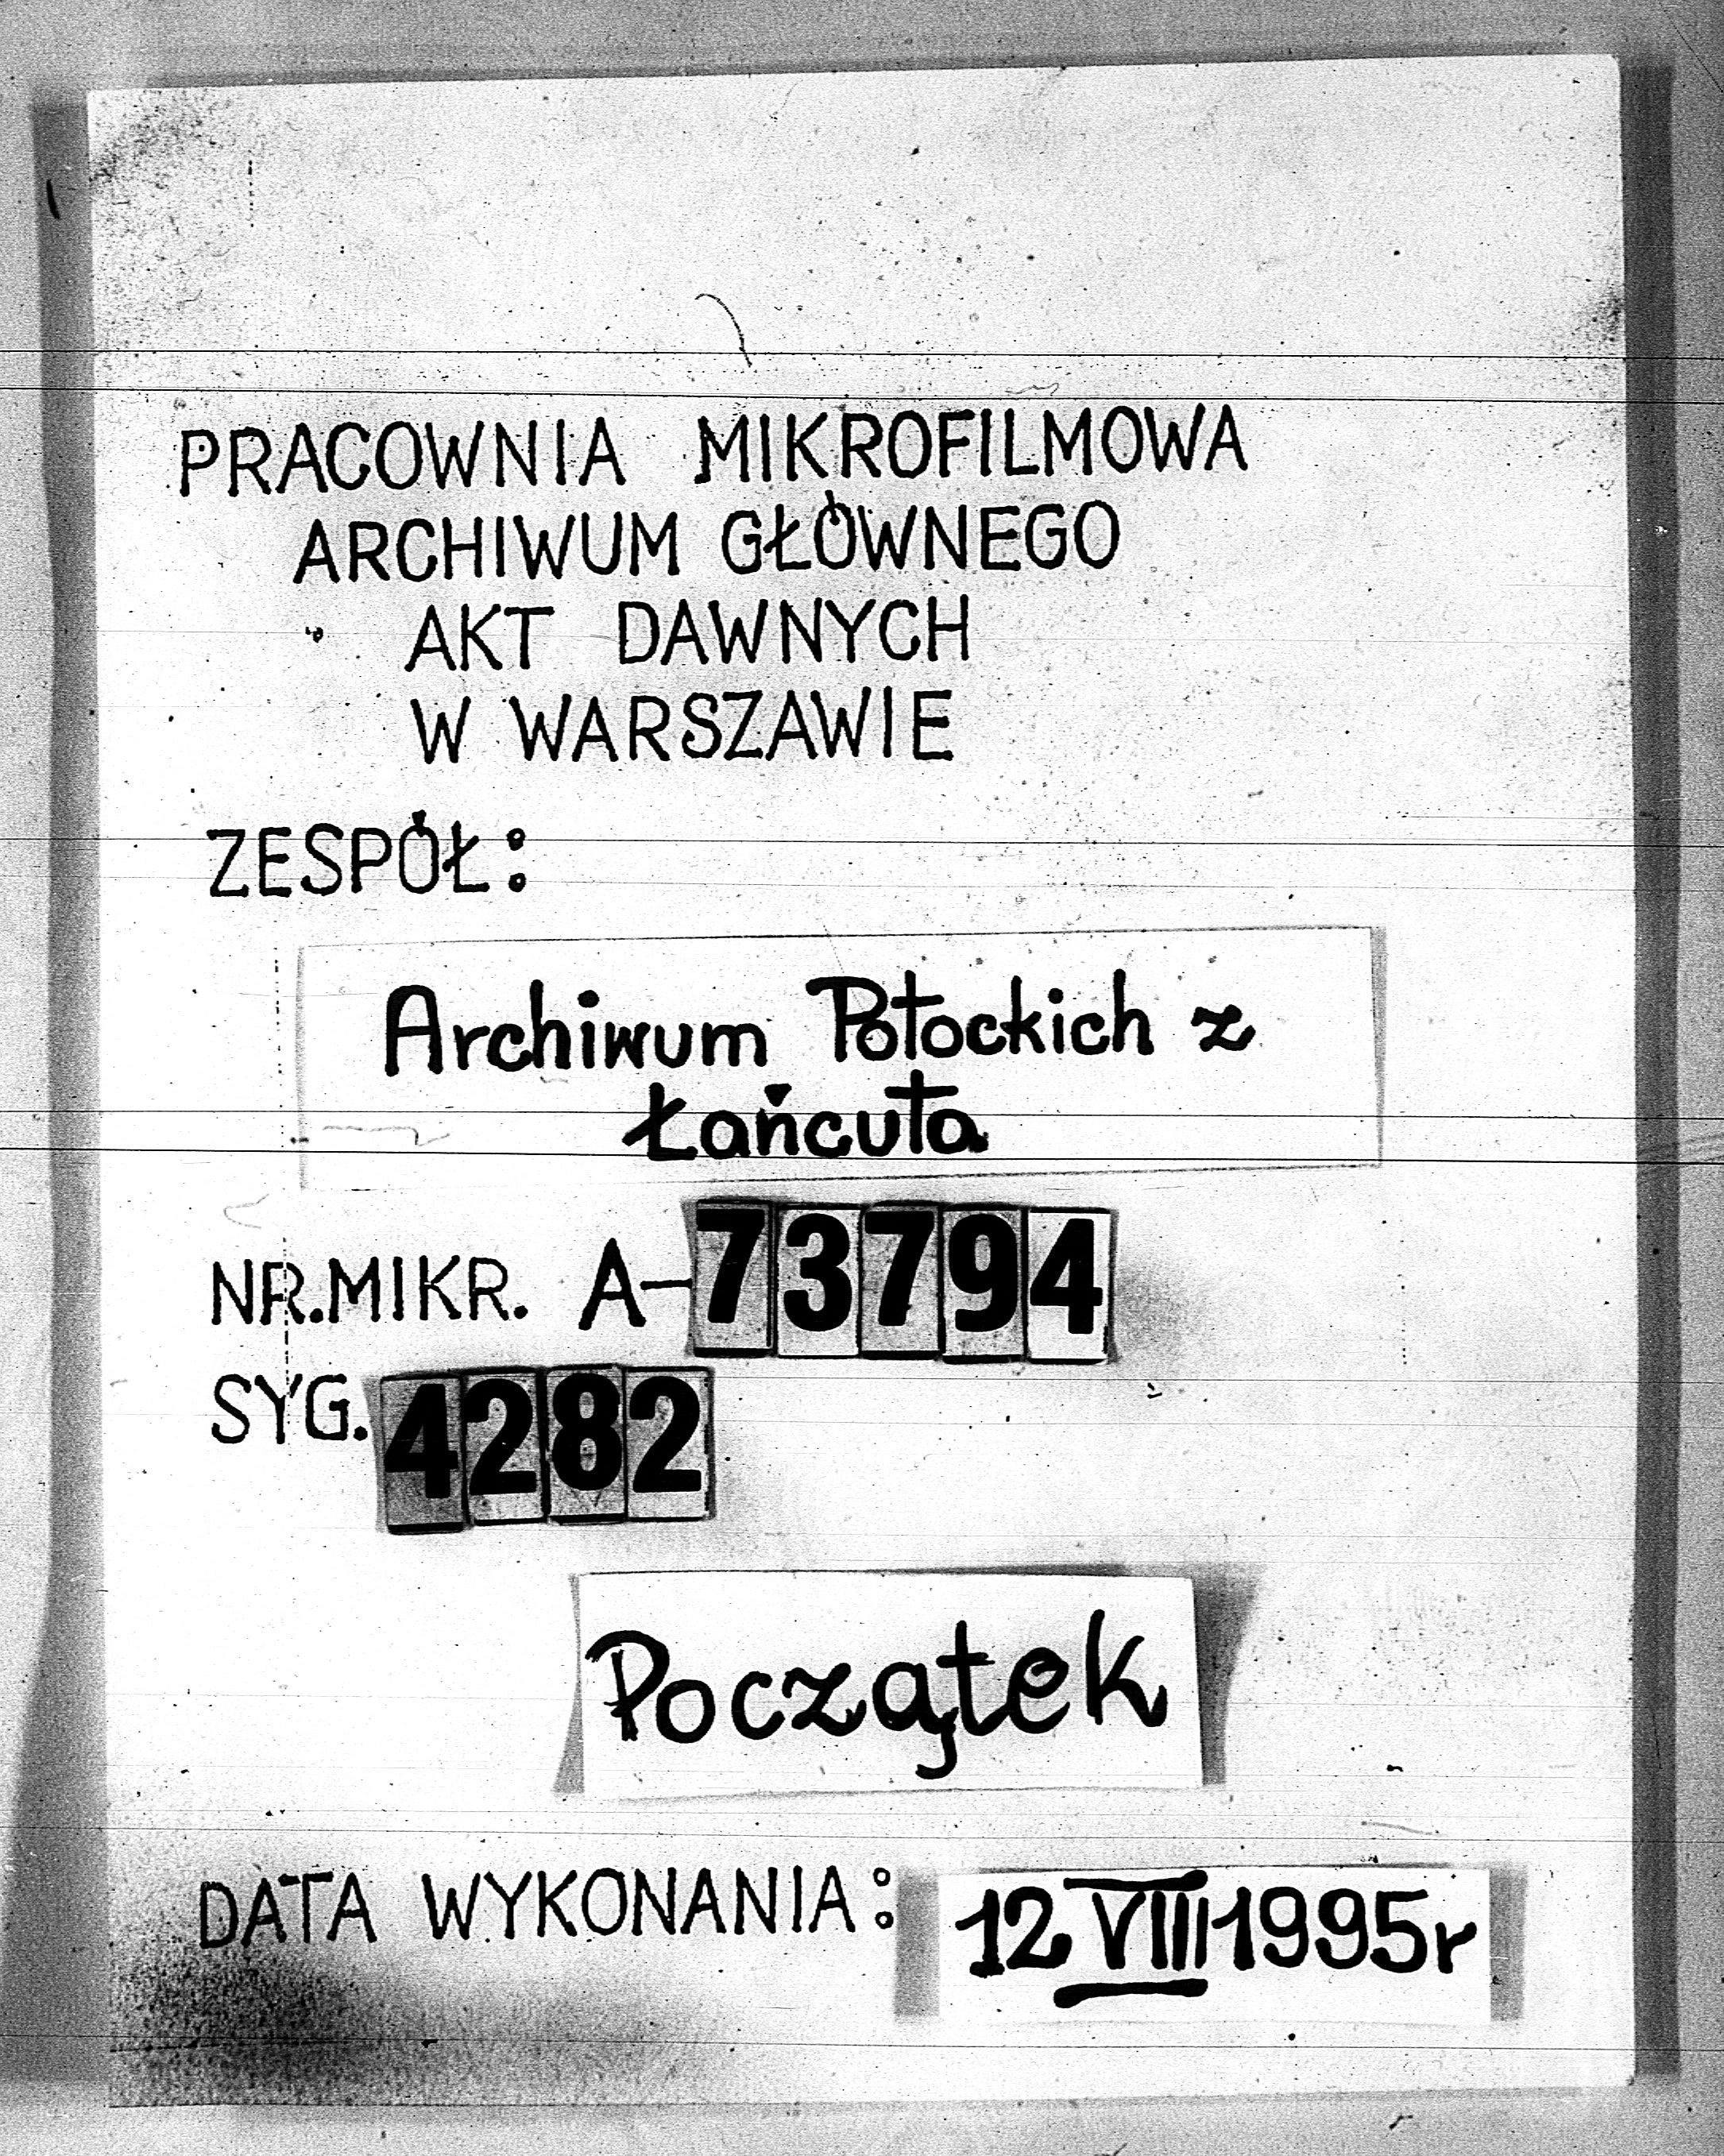 PRACOWNIA MIKROFILMOWA
ARCHIWUM GŁÓWNEGO
AKT DAWNYCH
W WARSZAWIE
ZESPÓŁ:
Archiwum Potockich z
Łańcuta
NR.MIKR. A-73794
SYG. 4282
Początek
DATA WYKONANIA: 12 VIII 1995r